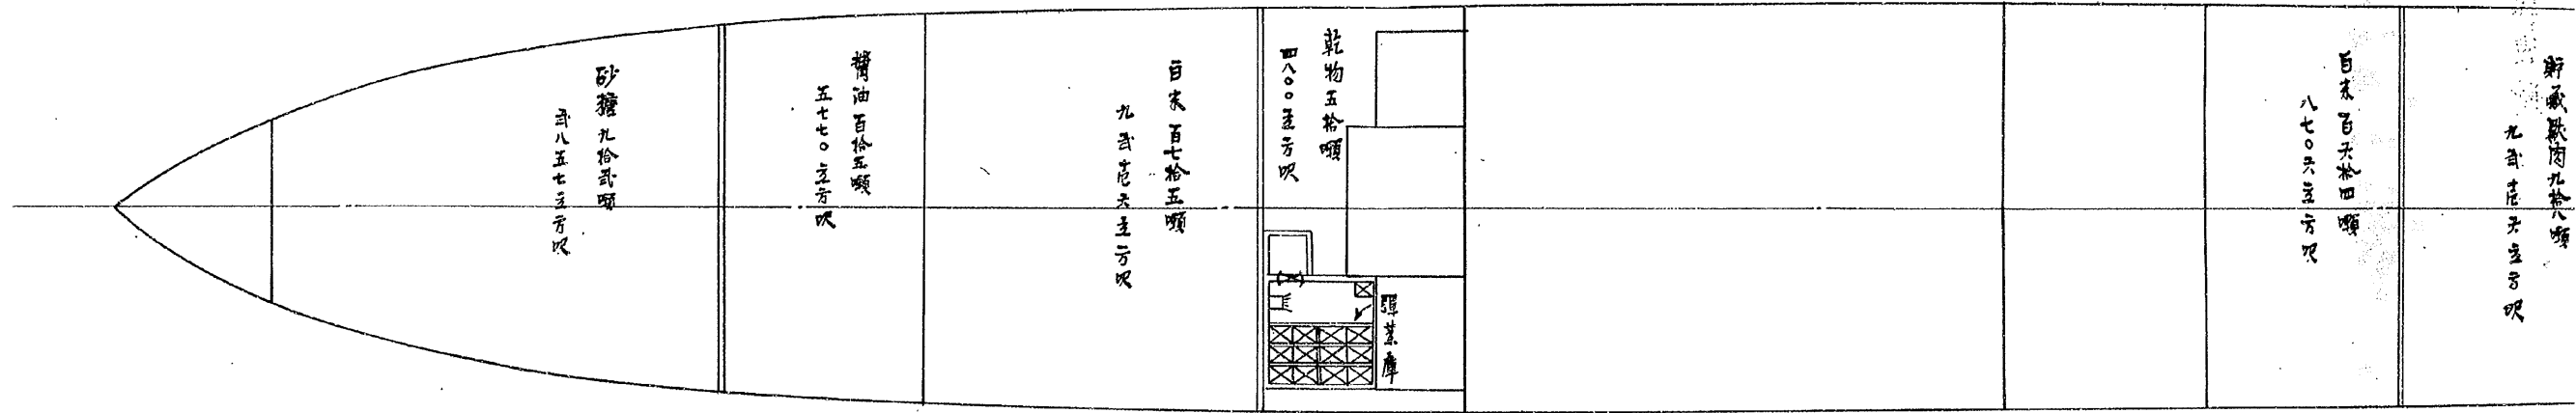 貯蔵獣肉九拾八噸
九弐壱六立方呎
白米百六拾四噸
八七〇六立方呎
乾物五拾噸
四八〇〇立方呎
弾薬庫
白米百七拾五噸
九弐壱六立方呎
醤油百拾五噸
五七七〇立方呎
砂糖九拾弐噸
弐八五七立方呎